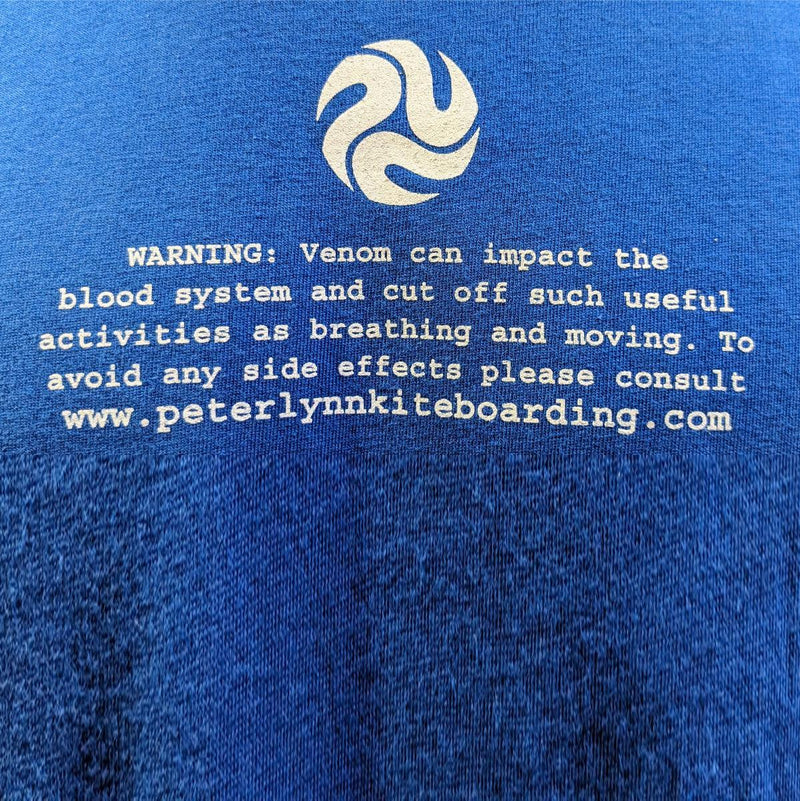 WARNING: Venom can impact the
blood system and cut off such useful
activities as breathing and moving. To
avoid any side effects please consult
www.peterlynnkiteboarding.com